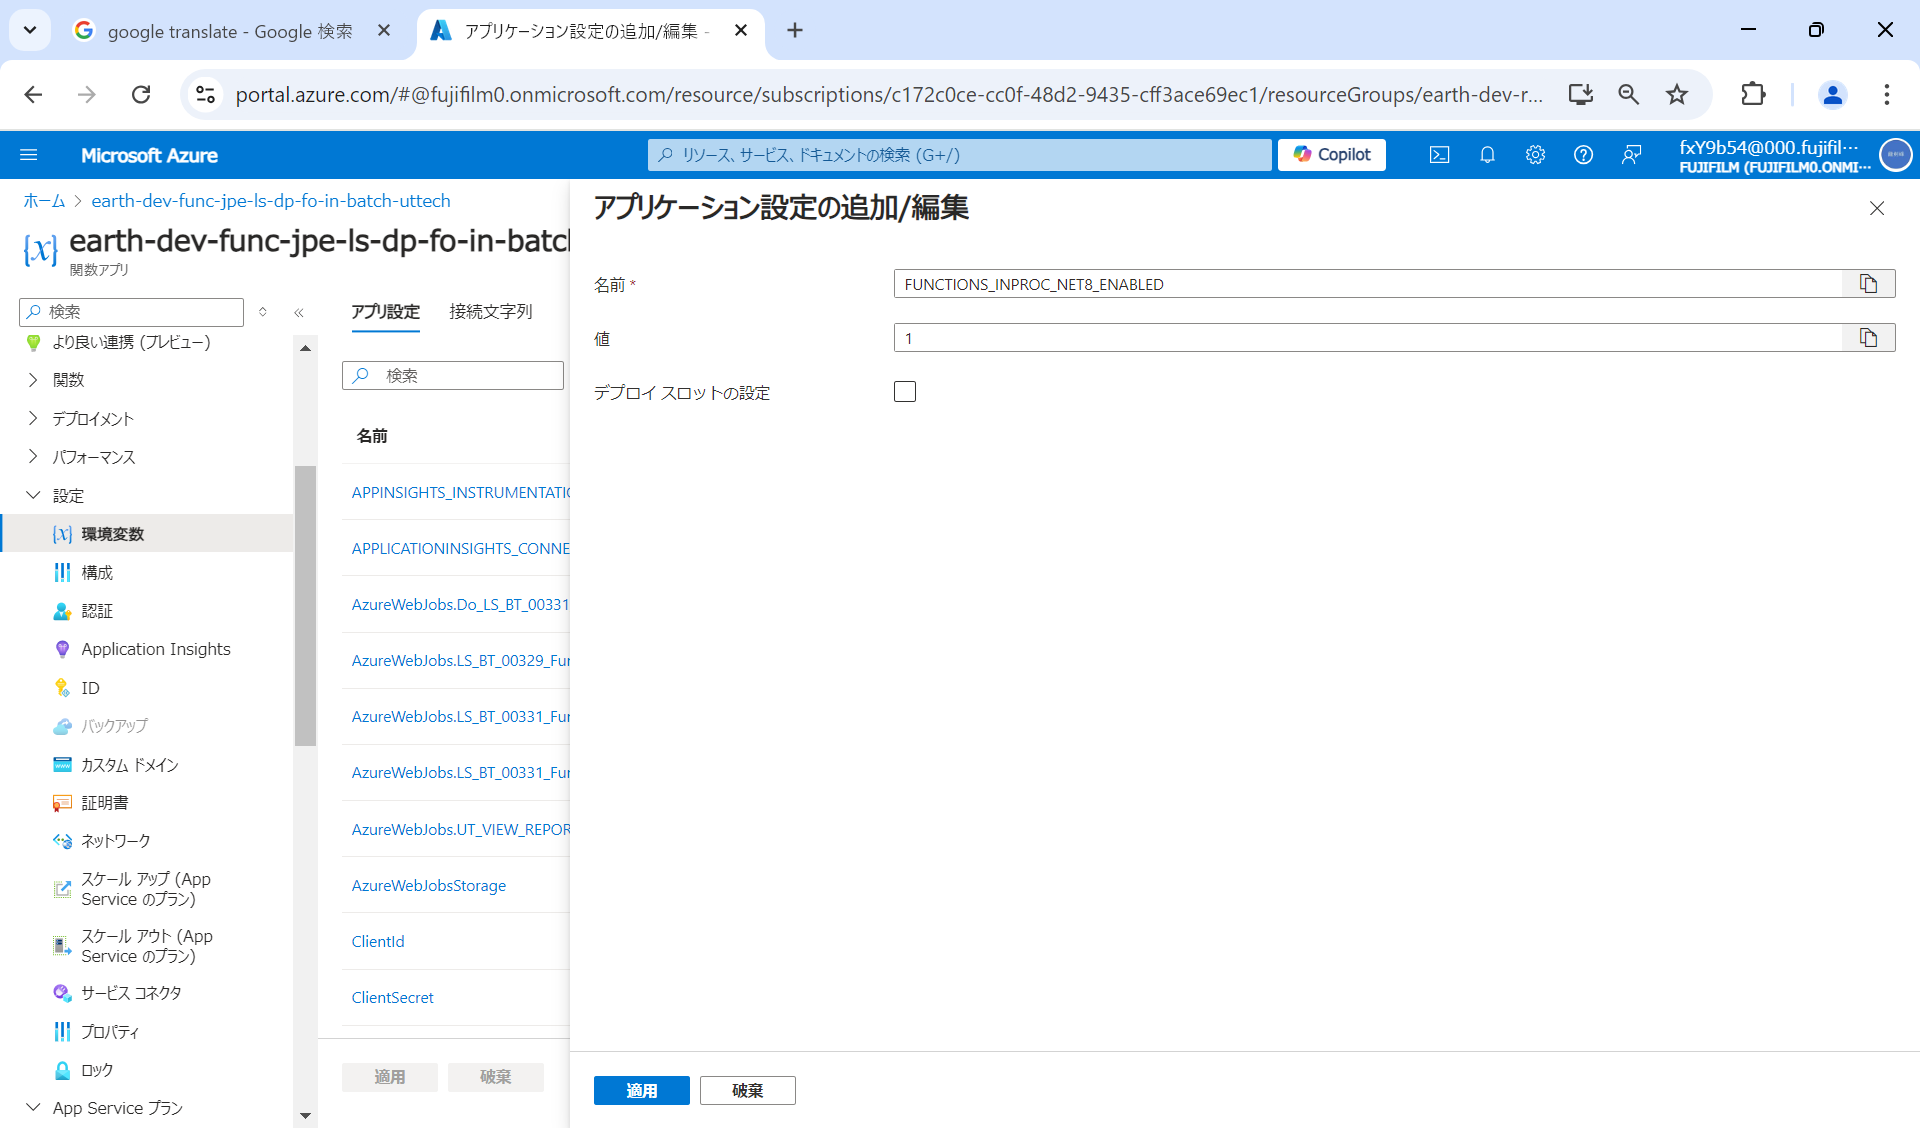 google translate - Google 検索
アプリケーション設定の追加/編集 -
portal.azure.com/#@fujifilm0.onmicrosoft.com/resource/subscriptions/c172c0ce-cc0f-48d2-9435-cff3ace69ec1/resourceGroups/earth-dev-r...
Microsoft Azure
リソース、サービス、ドキュメントの検索 (G+/)
Copilot
fxY9b54@000.fujifil...
FUJIFILM (FUJIFILM0.ONMI...
ホーム > earth-dev-func-jpe-ls-dp-fo-in-batch-uttech
earth-dev-func-jpe-ls-dp-fo-in-batc
関数アプリ
検索
より良い連携 (プレビュー)
関数
デプロイメント
パフォーマンス
設定
環境変数
構成
認証
Application Insights
ID
バックアップ
カスタム ドメイン
証明書
ネットワーク
スケール アップ (App
Service のプラン)
スケール アウト (App
Service のプラン)
サービス コネクタ
プロパティ
ロック
App Service プラン
アプリ設定
接続文字列
検索
名前
APPINSIGHTS_INSTRUMENTATIO
APPLICATIONINSIGHTS_CONNE
AzureWebJobs.Do_LS_BT_00331
AzureWebJobs.LS_BT_00329_Fur
AzureWebJobs.LS_BT_00331_Fur
AzureWebJobs.LS_BT_00331_Fur
AzureWebJobs.UT_VIEW_REPOR
AzureWebJobsStorage
ClientId
ClientSecret
適用
破棄
アプリケーション設定の追加/編集
名前 *
FUNCTIONS_INPROC_NET8_ENABLED
値
1
デプロイ スロットの設定
適用
破棄